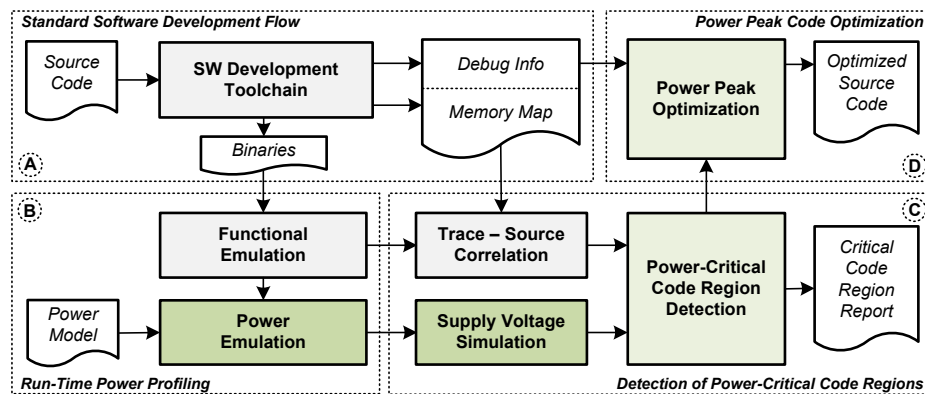 Standard Software Development Flow
Power Peak Code Optimization
Source
Code
SW Development
Toolchain
Debug Info
Memory Map
Power Peak
Optimization
Optimized
Source
Code
Binaries
A
D
B
C
Functional
Emulation
Trace – Source
Correlation
Power-Critical
Code Region
Detection
Critical
Code
Region
Report
Power
Model
Power
Emulation
Supply Voltage
Simulation
Run-Time Power Profiling
Detection of Power-Critical Code Regions